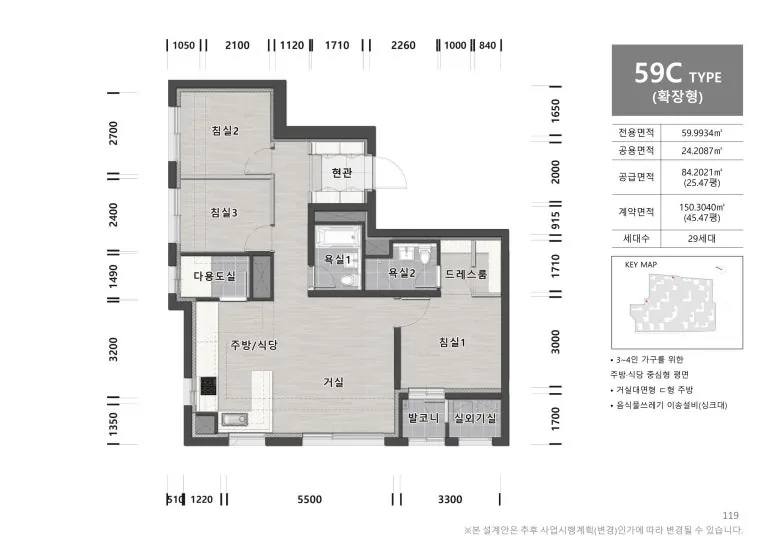 1050 2100 1120 1710 2260 1000 840
59C TYPE
(확장형)
전용면적 59.9934㎡
공용면적 24.2087㎡
공급면적 84.2021㎡
(25.47평)
계약면적 150.3040㎡
(45.47평)
세대수 29세대
KEY MAP
• 3~4인 가구를 위한
주방·식당 중심형 평면
• 거실대면형 ㄷ형 주방
• 음식물쓰레기 이송설비(싱크대)
2700
2400
1490
3200
1350
침실2
현관
침실3
욕실1
욕실2
다용도실
드레스룸
주방/식당
침실1
거실
발코니
실외기실
1650
2000
915
1710
3000
1700
510 1220 5500 3300
119
※본 설계안은 추후 사업시행계획(변경)인가에 따라 변경될 수 있습니다.